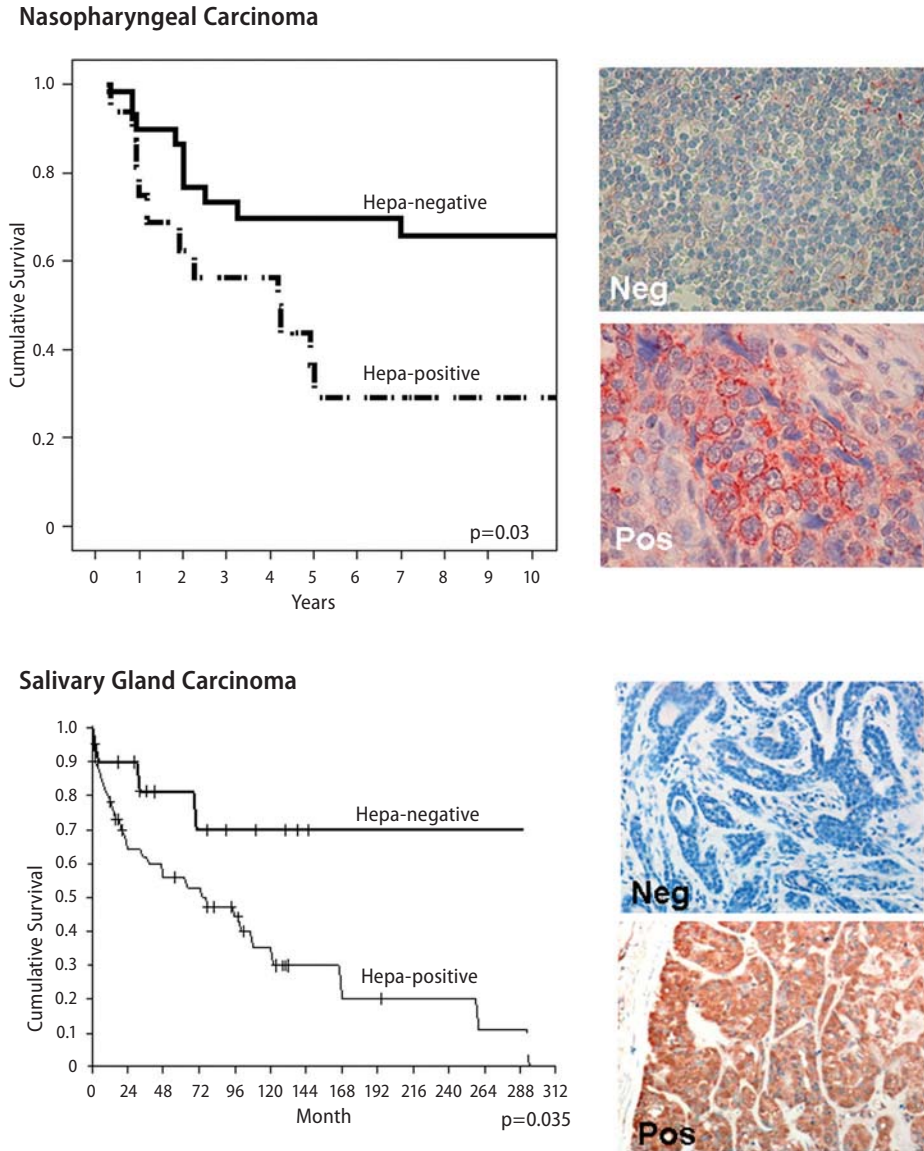 Nasopharyngeal Carcinoma
1.0
0.8
0.6
0.4
0.2
0
Cumulative Survival
Hepa-negative
Hepa-positive
p=0.03
0 1 2 3 4 5 6 7 8 9 10
Years
Neg
Pos
Salivary Gland Carcinoma
1.0
0.9
0.8
0.7
0.6
0.5
0.4
0.3
0.2
0.1
0
Cumulative Survival
Hepa-negative
Hepa-positive
0 24 48 72 96 120 144 168 192 216 240 264 288 312
Month
p=0.035
Neg
Pos